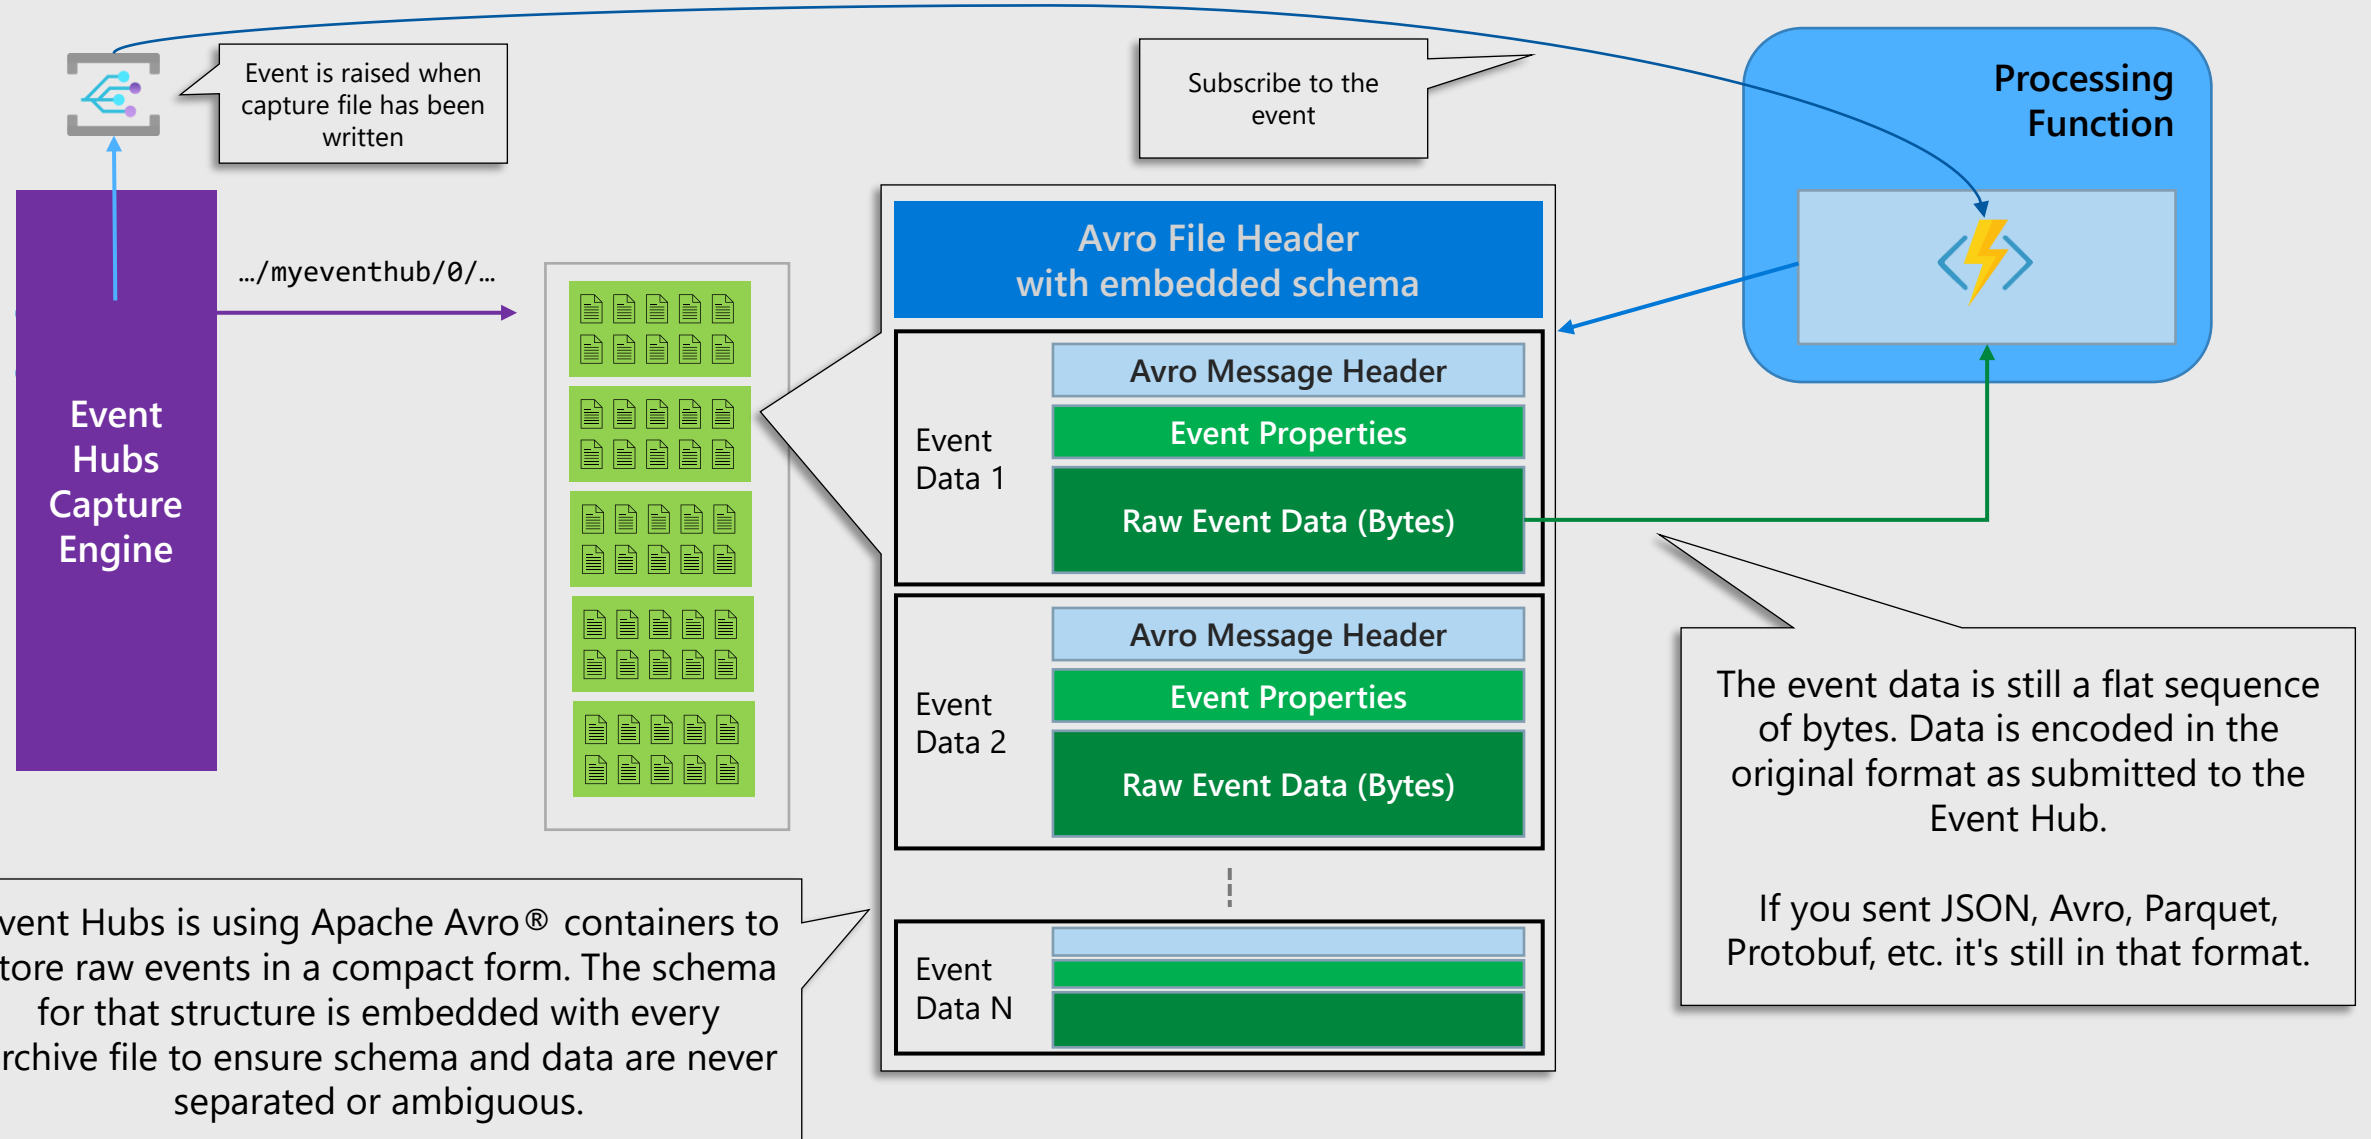 Event is raised when
capture file has been
written
Subscribe to the
event
Processing
Function
…/myeventhub/0/…
Event
Hubs
Capture
Engine
Avro File Header
with embedded schema
Event
Data 1
Avro Message Header
Event Properties
Raw Event Data (Bytes)
Event
Data 2
Avro Message Header
Event Properties
Raw Event Data (Bytes)
Event
Data N
The event data is still a flat sequence
of bytes. Data is encoded in the
original format as submitted to the
Event Hub.
If you sent JSON, Avro, Parquet,
Protobuf, etc. it's still in that format.
vent Hubs is using Apache Avro® containers to
tore raw events in a compact form. The schema
for that structure is embedded with every
rchive file to ensure schema and data are never
separated or ambiguous.